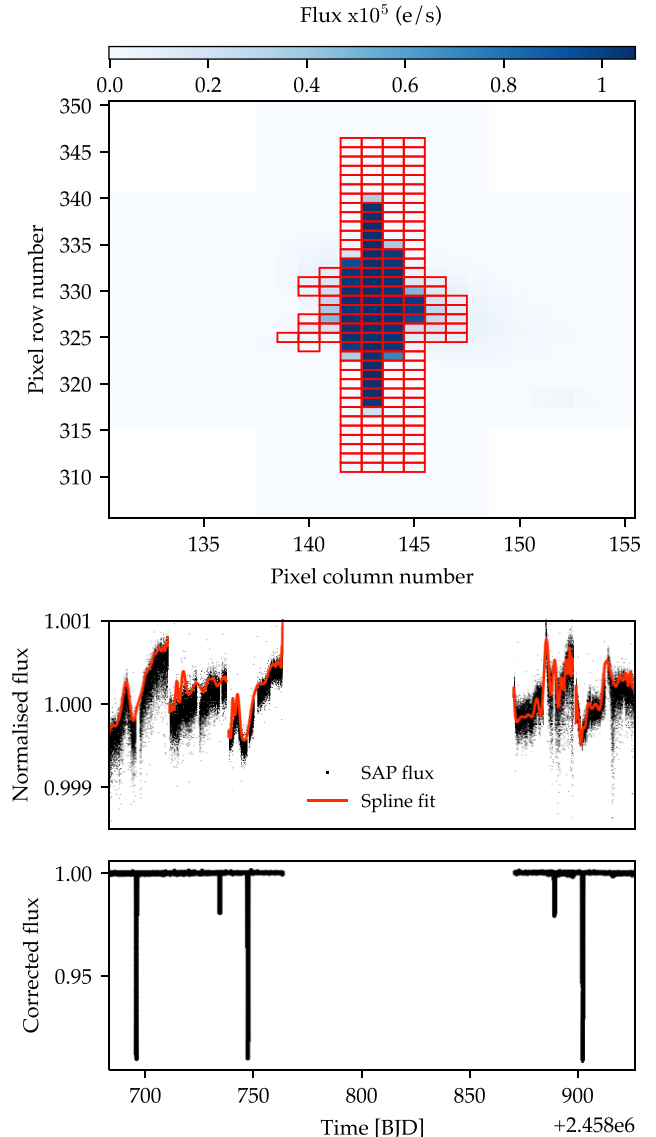 Flux x10⁵ (e/s)
0.0 0.2 0.4 0.6 0.8 1
350
345
340
335
330
325
320
315
310
Pixel row number
135 140 145 150 155
Pixel column number
1.001
1.000
0.999
Normalised flux
SAP flux
Spline fit
1.00
0.95
Corrected flux
700 750 800 850 900
Time [BJD]
+2.458e6